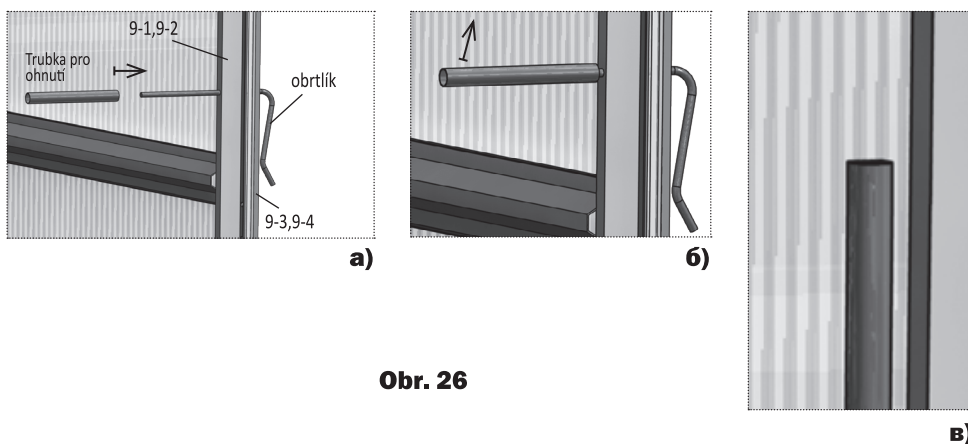 9-1,9-2
Trubka pro
ohnutí
obrtlík
9-3,9-4
а)
б)
в)
Obr. 26